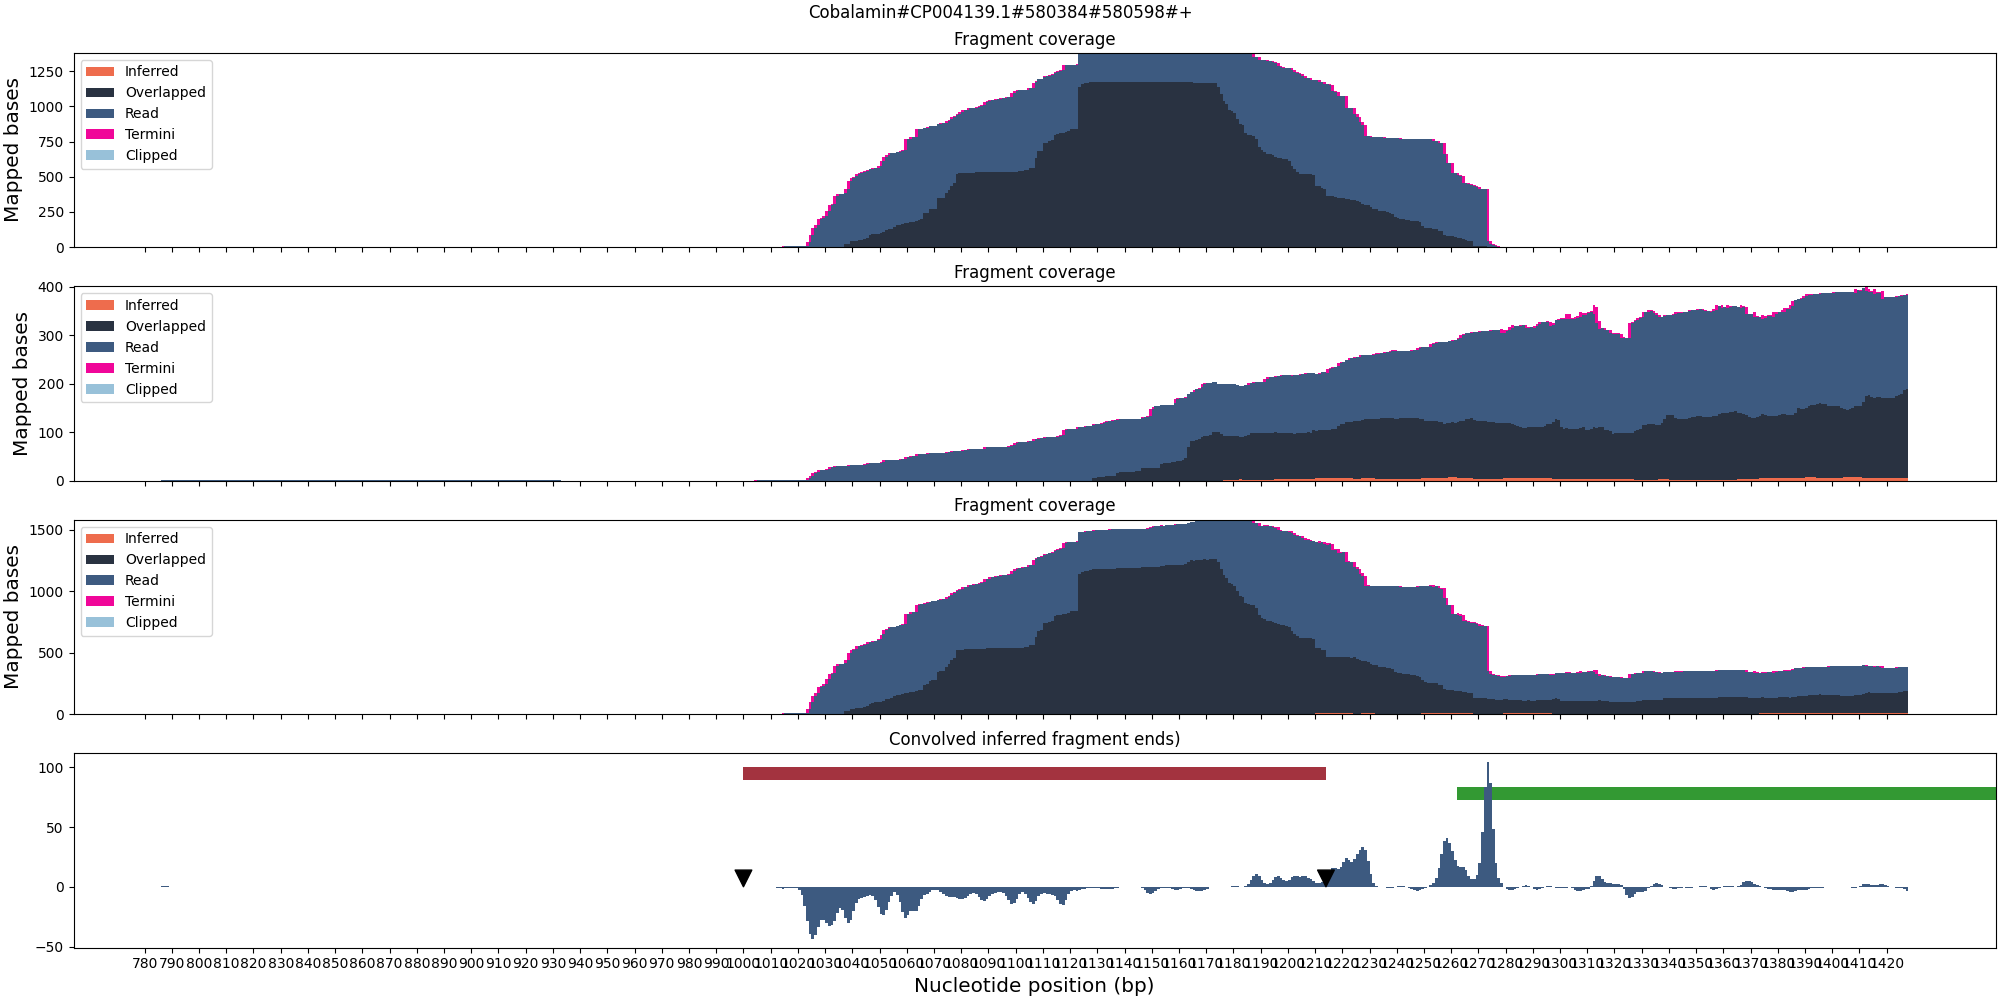 Cobalamin#CP004139.1#580384#580598#+
Fragment coverage
Mapped bases
1250
1000
750
500
250
0
Inferred
Overlapped
Read
Termini
Clipped
Fragment coverage
Mapped bases
400
300
200
100
0
Inferred
Overlapped
Read
Termini
Clipped
Fragment coverage
Mapped bases
1500
1000
500
0
Inferred
Overlapped
Read
Termini
Clipped
Convolved inferred fragment ends)
100
50
0
−50
780 790 800 810 820 830 840 850 860 870 880 890 900 910 920 930 940 950 960 970 980 990 1000 1010 1020 1030 1040 1050 1060 1070 1080 1090 1100 1110 1120 1130 1140 1150 1160 1170 1180 1190 1200 1210 1220 1230 1240 1250 1260 1270 1280 1290 1300 1310 1320 1330 1340 1350 1360 1370 1380 1390 1400 1410 1420
Nucleotide position (bp)